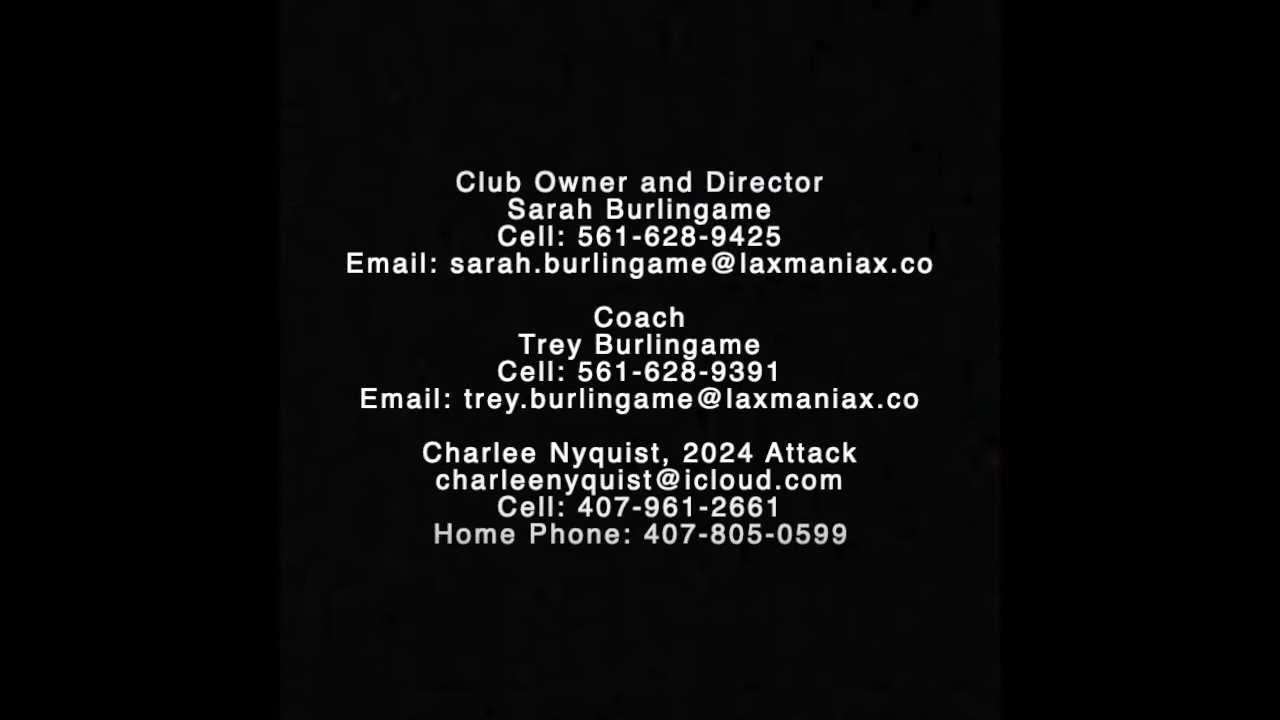 Club Owner and Director
Sarah Burlingame
Cell: 561-628-9425
Email: sarah.burlingame@laxmaniax.co
Coach
Trey Burlingame
Cell: 561-628-9391
Email: trey.burlingame@laxmaniax.co
Charlee Nyquist, 2024 Attack
charleenyquist@icloud.com
Cell: 407-961-2661
Home Phone: 407-805-0599